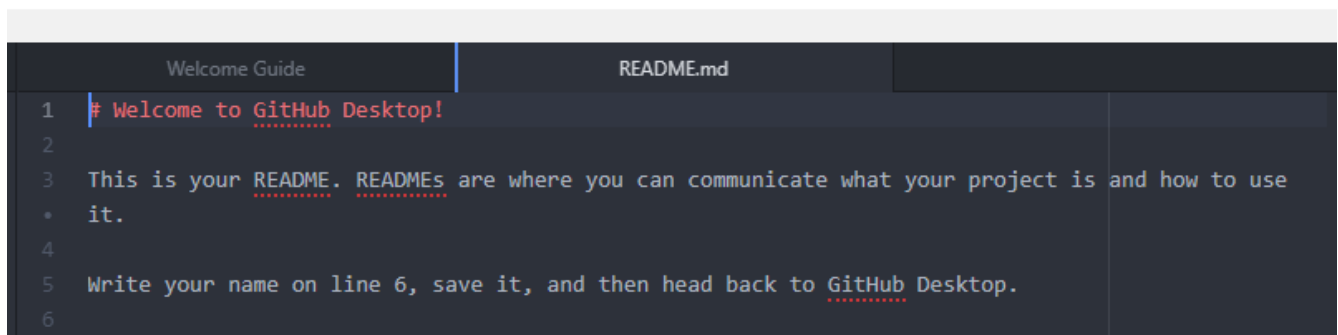 Welcome Guide
README.md
1 # Welcome to GitHub Desktop!
2
3 This is your README. READMEs are where you can communicate what your project is and how to use
• it.
4
5 Write your name on line 6, save it, and then head back to GitHub Desktop.
6